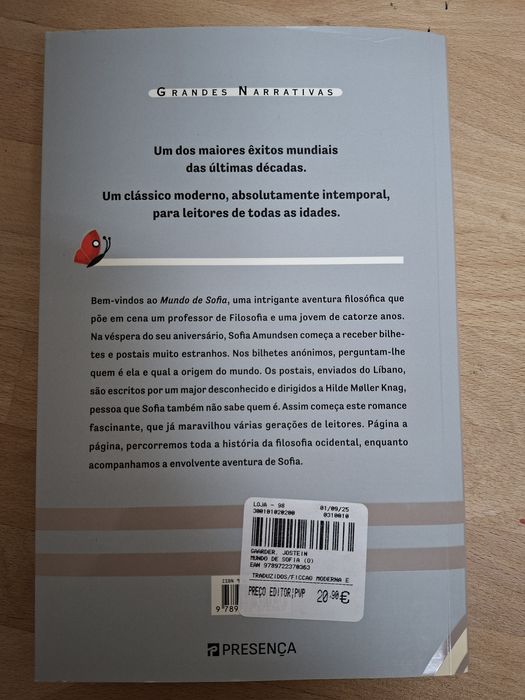 GRANDES NARRATIVAS
Um dos maiores êxitos mundiais
das últimas décadas.
Um clássico moderno, absolutamente intemporal,
para leitores de todas as idades.
Bem-vindos ao Mundo de Sofia, uma intrigante aventura filosófica que
põe em cena um professor de Filosofia e uma jovem de catorze anos.
Na véspera do seu aniversário, Sofia Amundsen começa a receber bilhe-
tes e postais muito estranhos. Nos bilhetes anónimos, perguntam-lhe
quem é ela e qual a origem do mundo. Os postais, enviados do Líbano,
são escritos por um major desconhecido e dirigidos a Hilde Møller Knag,
pessoa que Sofia também não sabe quem é. Assim começa este romance
fascinante, que já maravilhou várias gerações de leitores. Página a
página, percorremos toda a história da filosofia ocidental, enquanto
acompanhamos a envolvente aventura de Sofia.
LOJA - 98 01/09/25
300101020200 0310010
GAARDER, JOSTEIN
MUNDO DE SOFIA (O)
EAN 9789722370363
TRADUZIDOS/FICCAO MODERNA E
PREÇO EDITOR|PVP 20.90€
ISBN 9
9 789
PRESENÇA